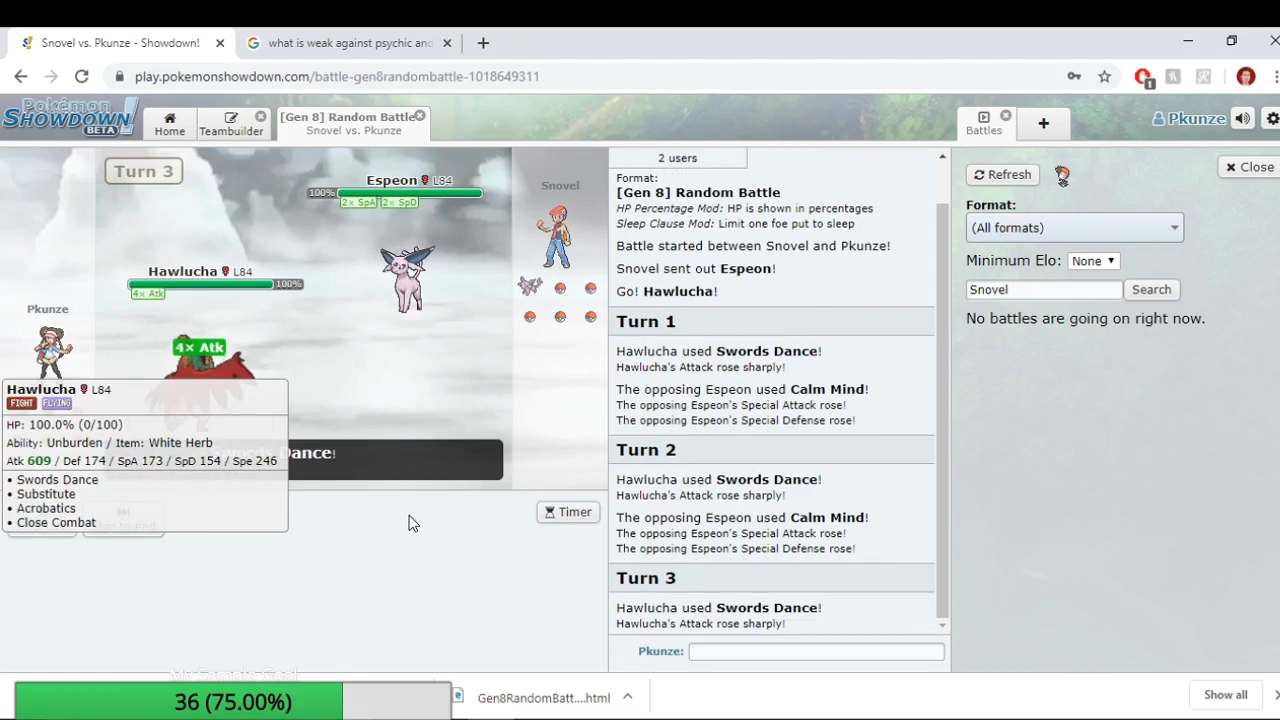 Snovel vs. Pkunze - Showdown!
what is weak against psychic and
play.pokemonshowdown.com/battle-gen8randombattle-1018649311
1
Pokémon
SHOWDOWN
BETA
Home
Teambuilder
[Gen 8] Random Battle
Snovel vs. Pkunze
Battles
Pkunze
Turn 3
Espeon L84
100%
2× SpA 2× SpD
Hawlucha L84
100%
4× Atk
Snovel
Pkunze
4× Atk
Hawlucha L84
FIGHT FLYING
HP: 100.0% (0/100)
Ability: Unburden / Item: White Herb
Atk 609 / Def 174 / SpA 173 / SpD 154 / Spe 246
• Swords Dance
• Substitute
• Acrobatics
• Close Combat
Dance!
Timer
2 users
Format:
[Gen 8] Random Battle
HP Percentage Mod: HP is shown in percentages
Sleep Clause Mod: Limit one foe put to sleep
Battle started between Snovel and Pkunze!
Snovel sent out Espeon!
Go! Hawlucha!
Turn 1
Hawlucha used Swords Dance!
Hawlucha's Attack rose sharply!
The opposing Espeon used Calm Mind!
The opposing Espeon's Special Attack rose!
The opposing Espeon's Special Defense rose!
Turn 2
Hawlucha used Swords Dance!
Hawlucha's Attack rose sharply!
The opposing Espeon used Calm Mind!
The opposing Espeon's Special Attack rose!
The opposing Espeon's Special Defense rose!
Turn 3
Hawlucha used Swords Dance!
Hawlucha's Attack rose sharply!
Pkunze:
Refresh
Close
Format:
(All formats)
Minimum Elo: None
Snovel
Search
No battles are going on right now.
My Sample Goal
36 (75.00%)
Gen8RandomBatt....html
Show all